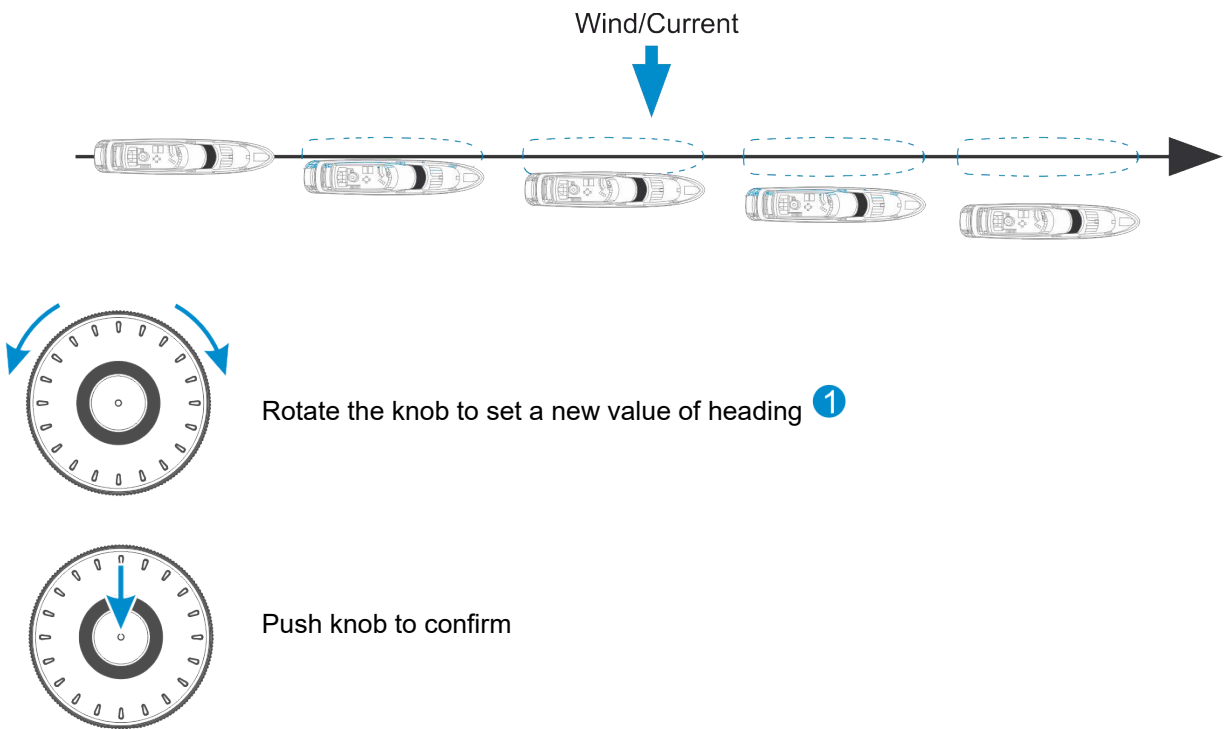 Wind/Current
Rotate the knob to set a new value of heading 1
Push knob to confirm